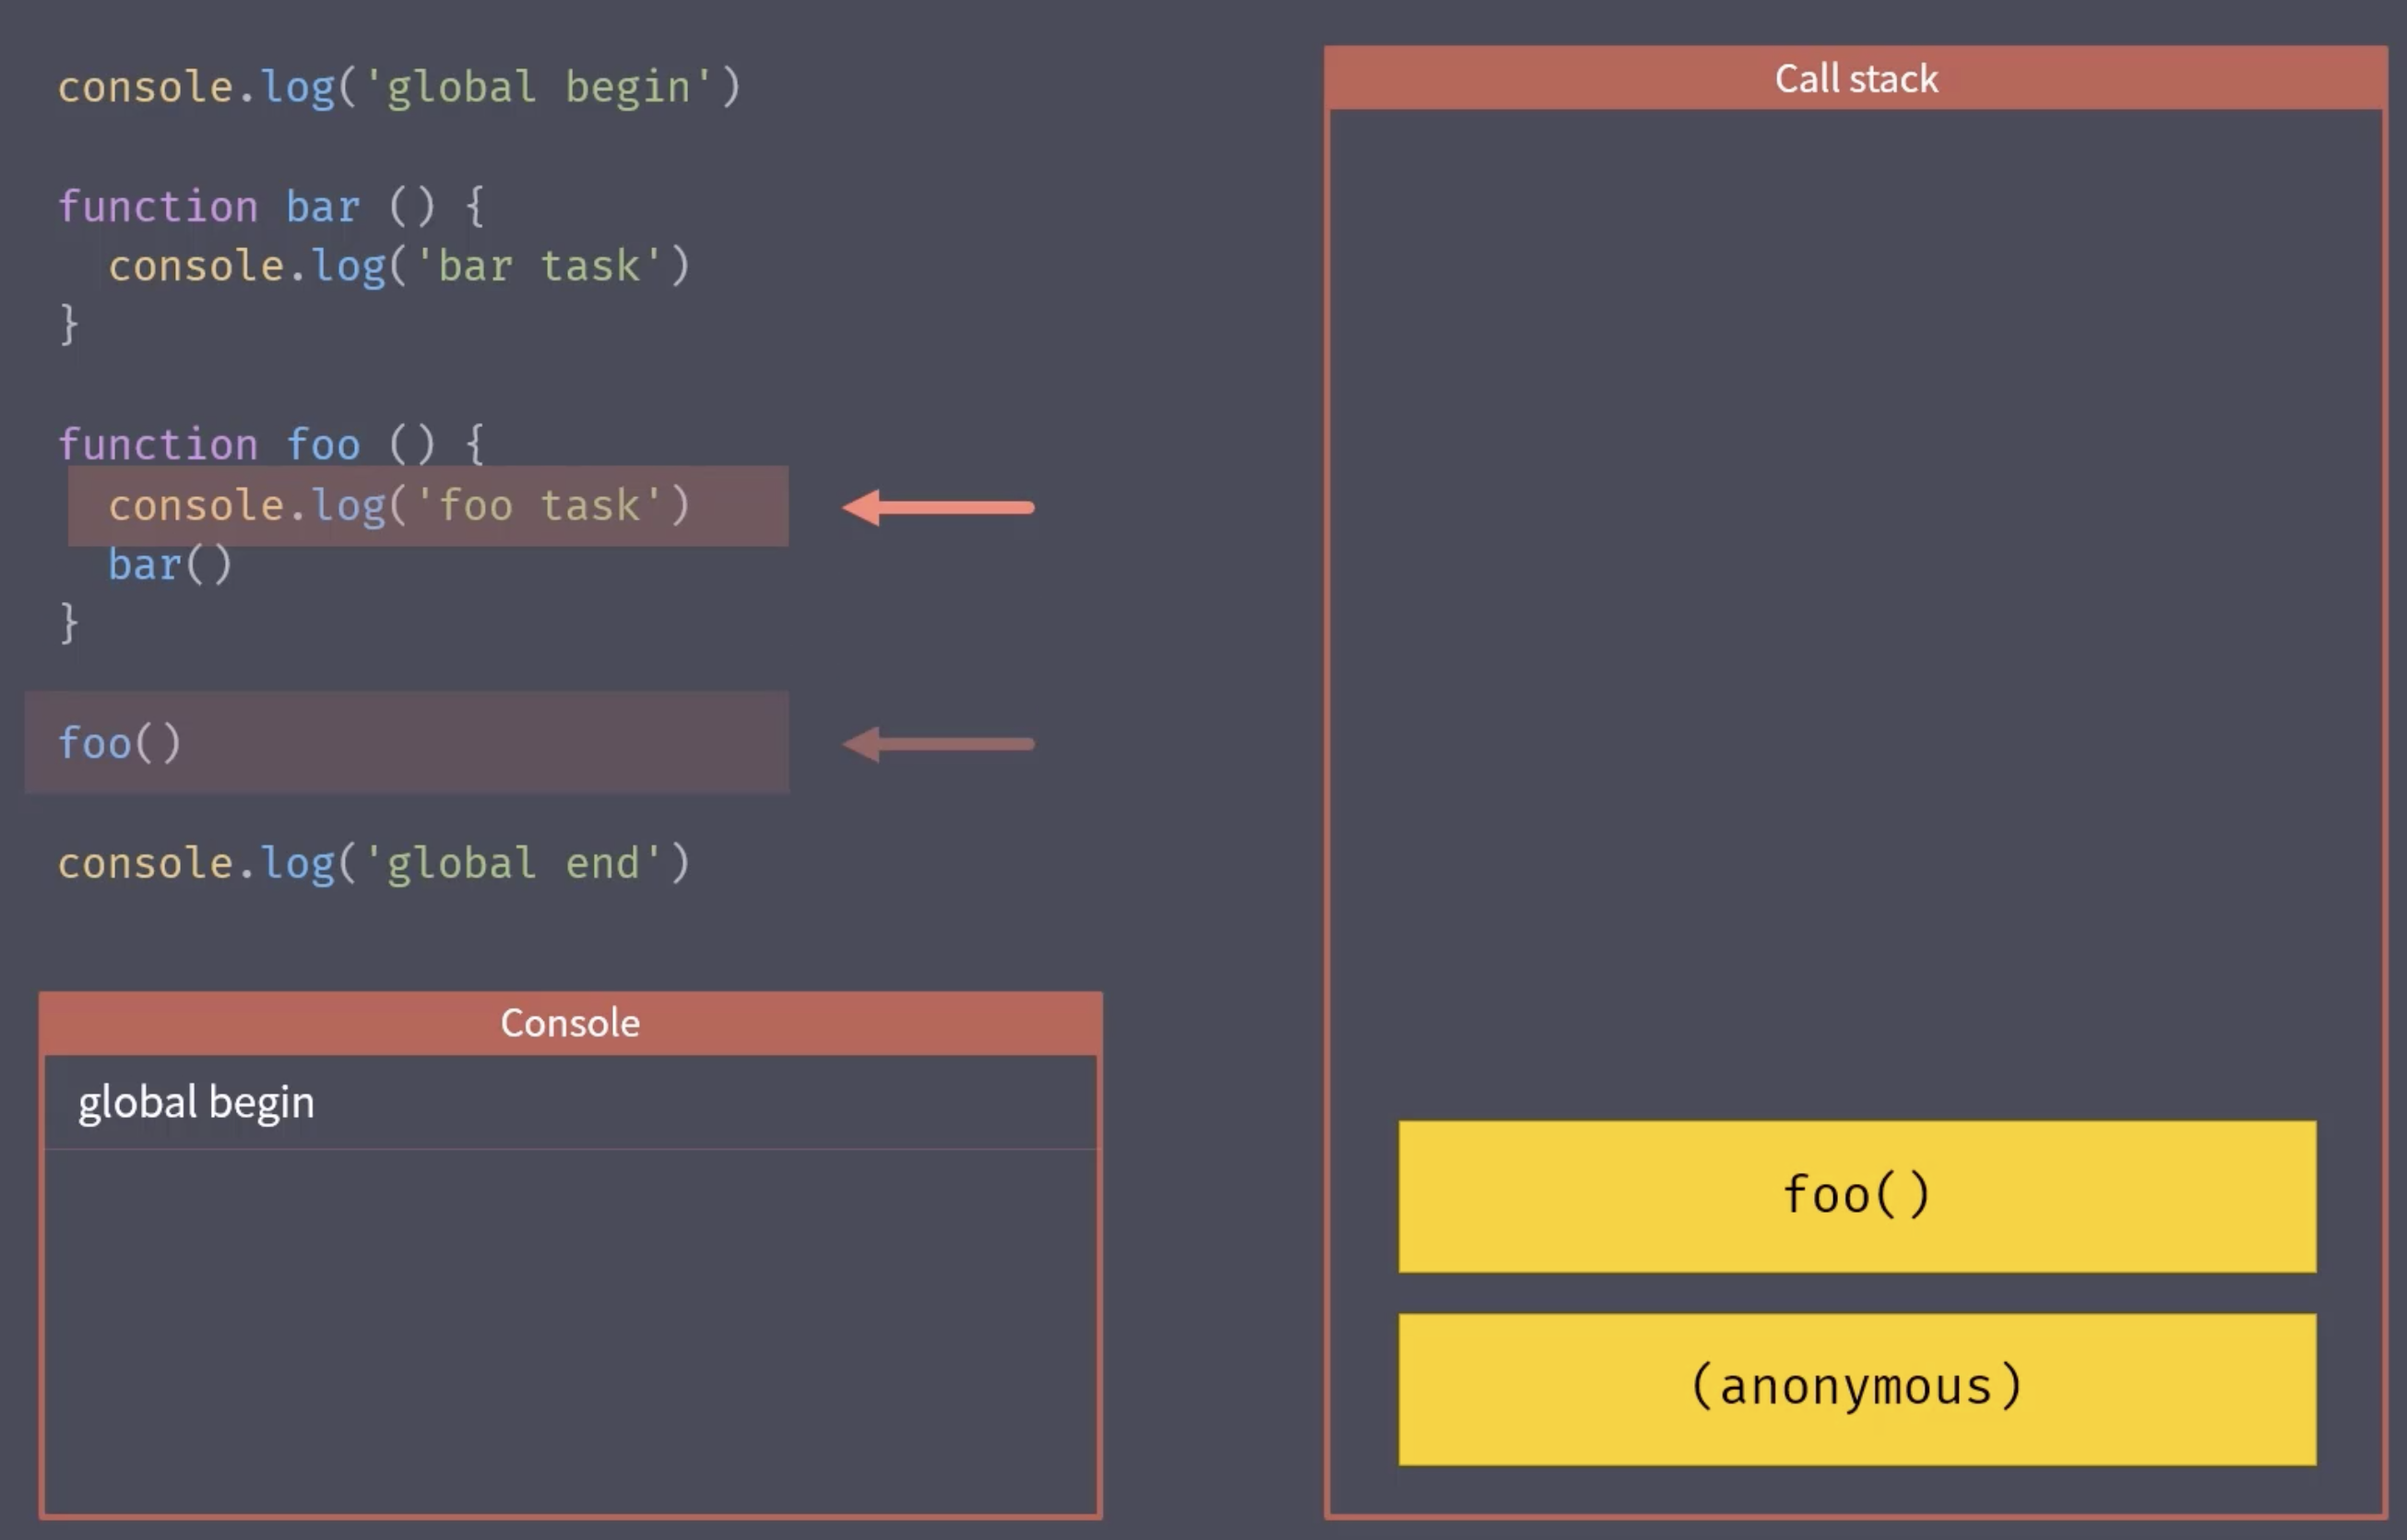 console.log('global begin')
function bar () {
  console.log('bar task')
}
function foo () {
  console.log('foo task')
  bar()
}
foo()
console.log('global end')
Console
global begin
Call stack
foo()
(anonymous)